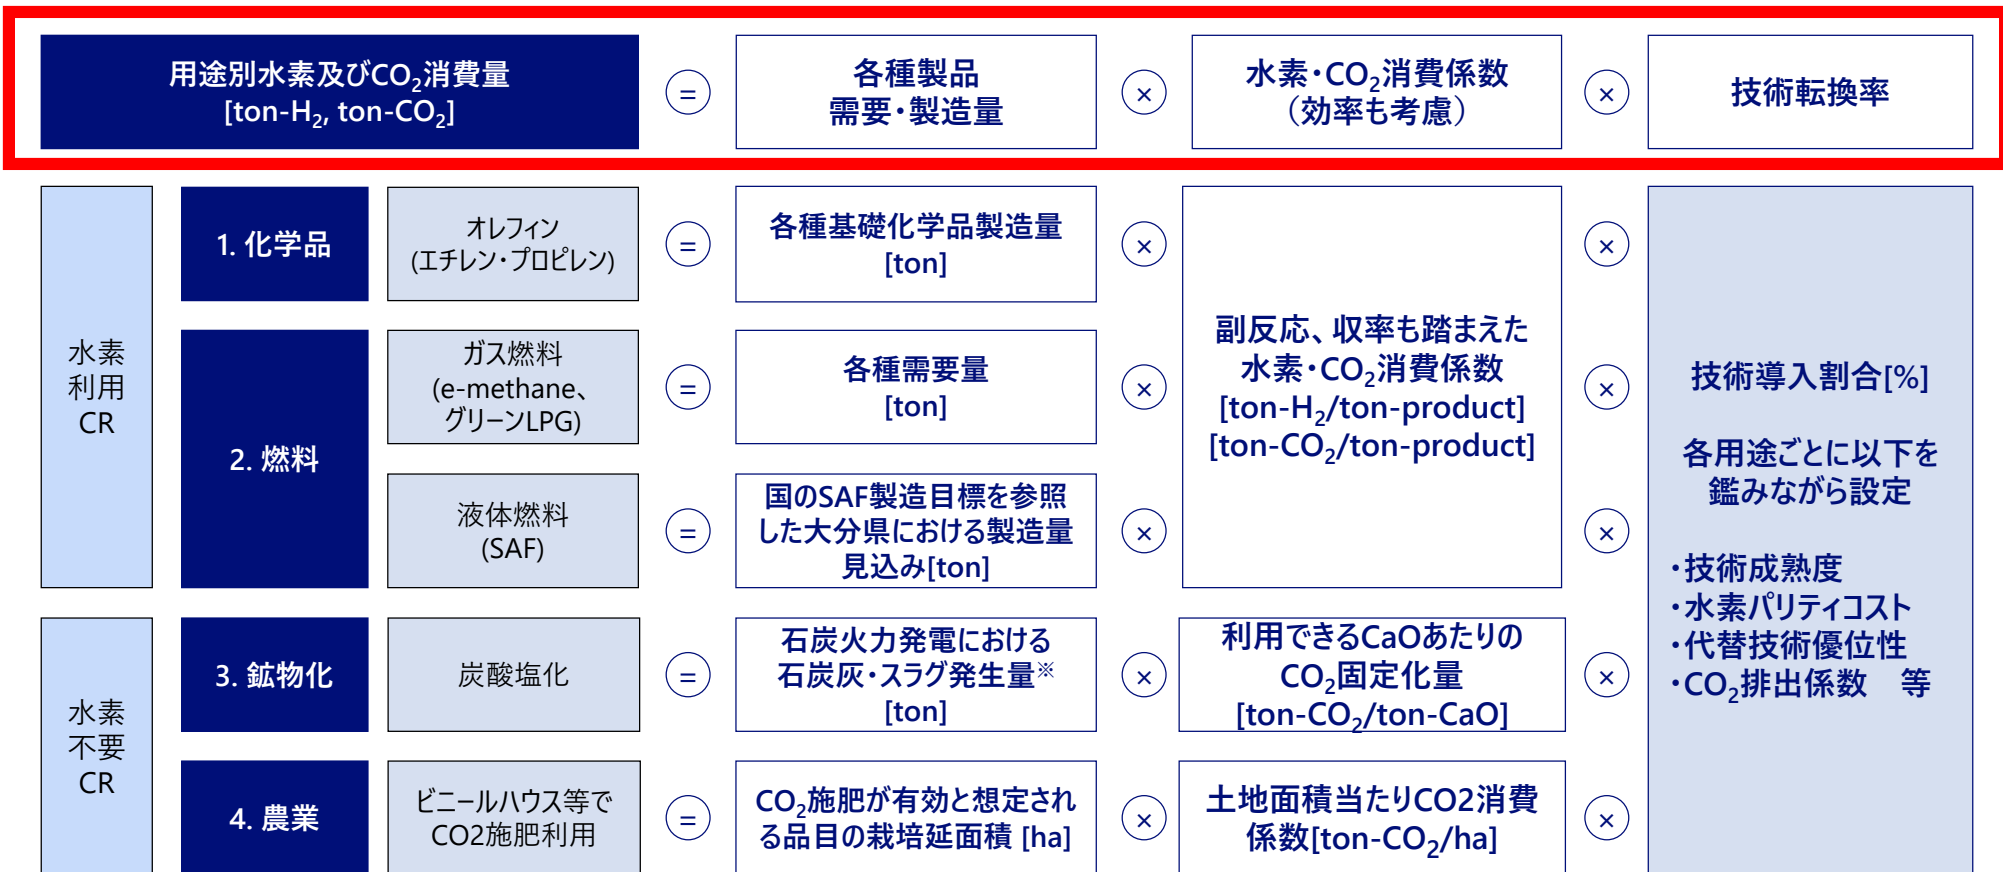 用途別水素及びCO₂消費量
[ton-H₂, ton-CO₂]
=
各種製品
需要・製造量
×
水素・CO₂消費係数
（効率も考慮）
×
技術転換率
水素
利用
CR
1. 化学品
オレフィン
(エチレン・プロピレン)
=
各種基礎化学品製造量
[ton]
×
×
2. 燃料
ガス燃料
(e-methane、
グリーンLPG)
=
各種需要量
[ton]
×
副反応、収率も踏まえた
水素・CO₂消費係数
[ton-H₂/ton-product]
[ton-CO₂/ton-product]
×
液体燃料
(SAF)
=
国のSAF製造目標を参照
した大分県における製造量
見込み[ton]
×
×
技術導入割合[%]
各用途ごとに以下を
鑑みながら設定
・技術成熟度
・水素パリティコスト
・代替技術優位性
・CO₂排出係数　等
水素
不要
CR
3. 鉱物化
炭酸塩化
=
石炭火力発電における
石炭灰・スラグ発生量※
[ton]
×
利用できるCaOあたりの
CO₂固定化量
[ton-CO₂/ton-CaO]
×
4. 農業
ビニールハウス等で
CO2施肥利用
=
CO₂施肥が有効と想定され
る品目の栽培延面積 [ha]
×
土地面積当たりCO2消費
係数[ton-CO₂/ha]
×